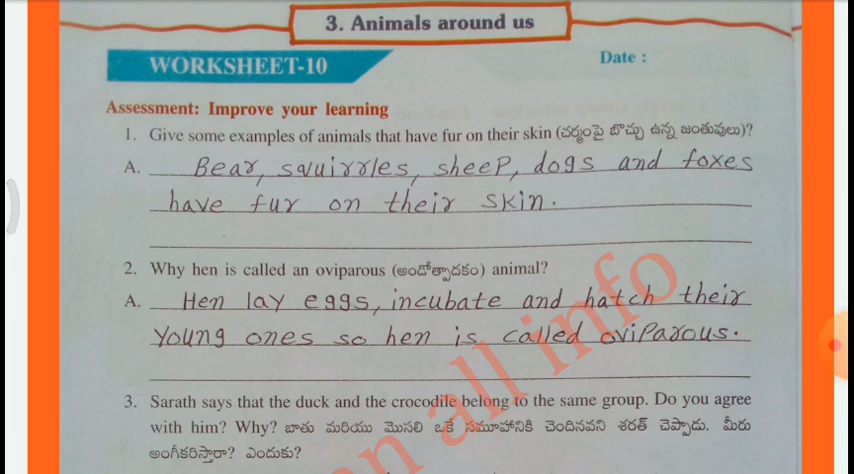 3. Animals around us
WORKSHEET-10
Date :
Assessment: Improve your learning
1. Give some examples of animals that have fur on their skin (చర్మంపై బొచ్చు ఉన్న జంతువులు)?
A. Bear, squirrles, sheep, dogs and foxes
have fur on their skin.
2. Why hen is called an oviparous (అండోత్పాదకం) animal?
A. Hen lay eggs, incubate and hatch their
young ones so hen is called oviparous.
3. Sarath says that the duck and the crocodile belong to the same group. Do you agree
with him? Why? బాతు మరియు మొసలి ఒకే సమూహానికి చెందినవని శరత్ చెప్పాడు. మీరు
అంగీకరిస్తారా? ఎందుకు?
all info